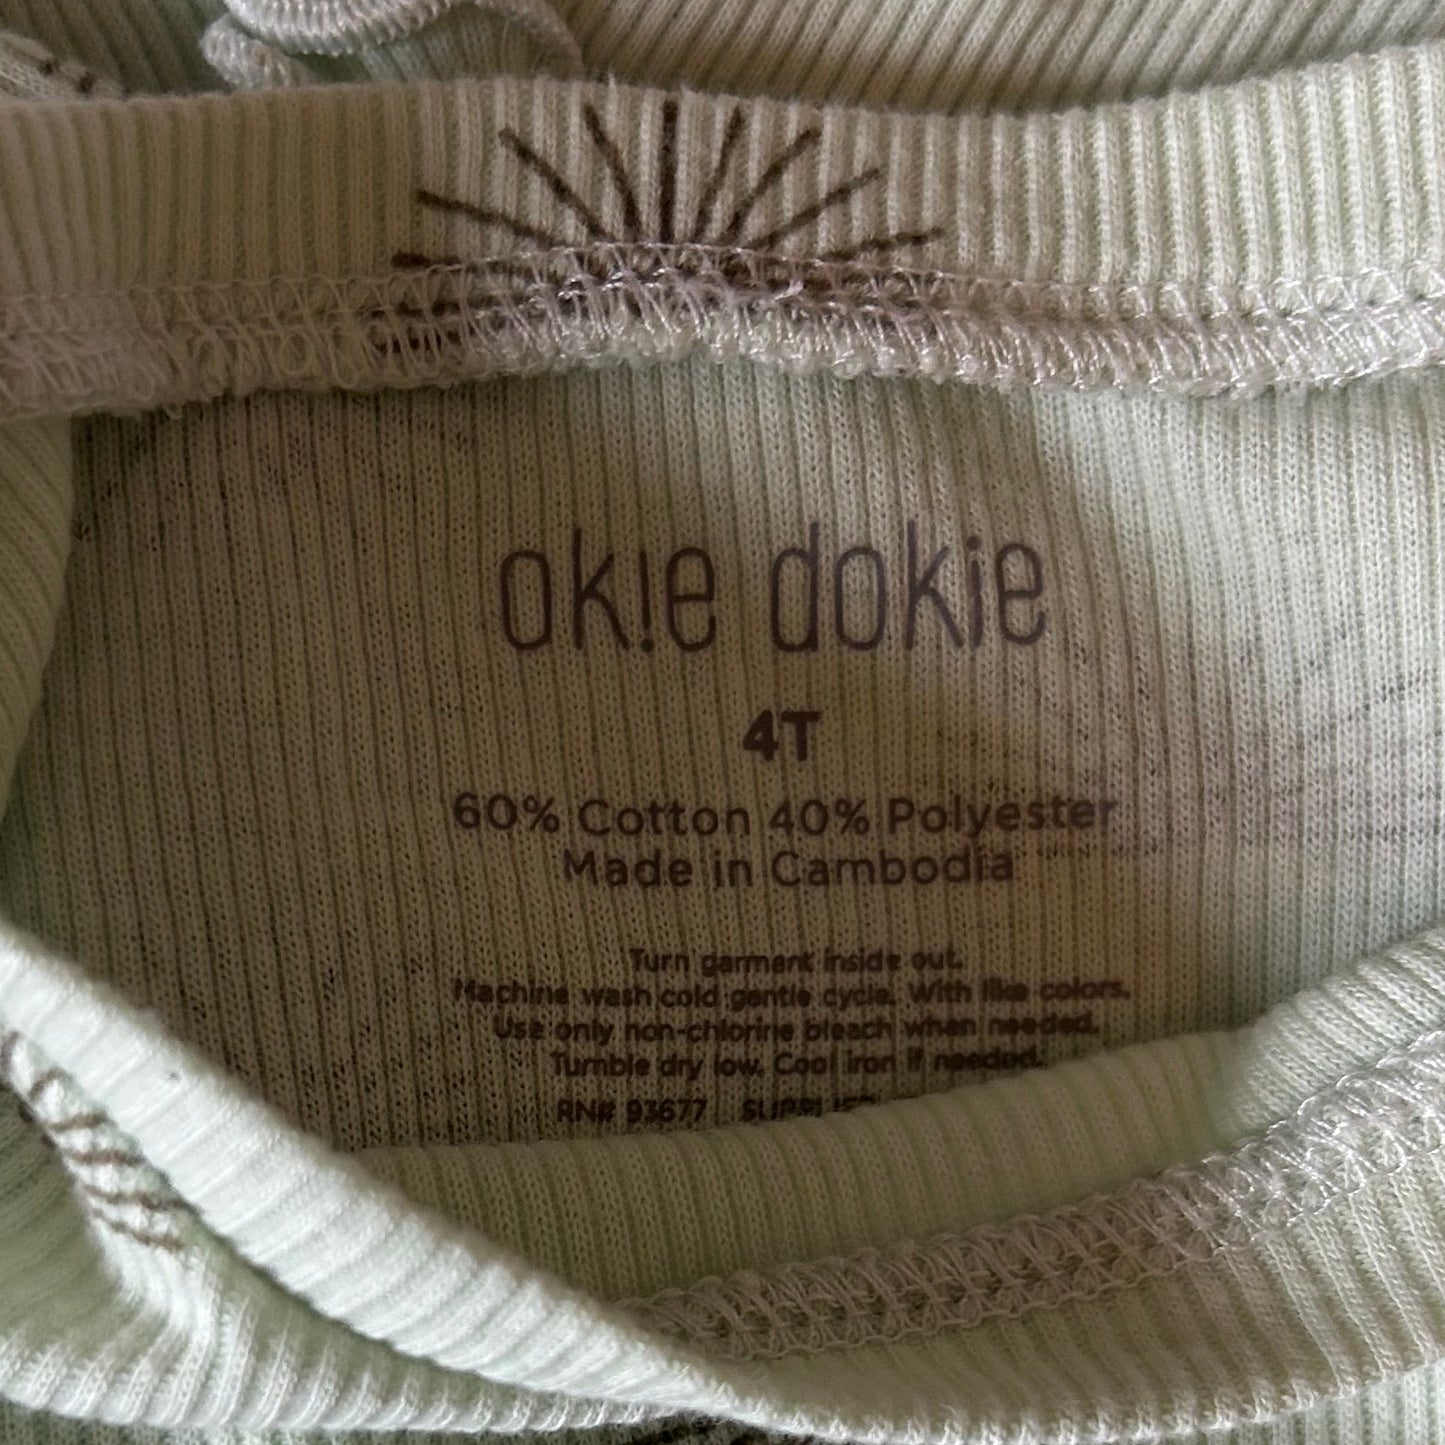 ok!e dokie
4T
60% Cotton 40% Polyester
Made in Cambodia
Turn garment inside out.
Machine wash cold gentle cycle. With like colors.
Use only non-chlorine bleach when needed.
Tumble dry low. Cool iron if needed.
RN# 93677